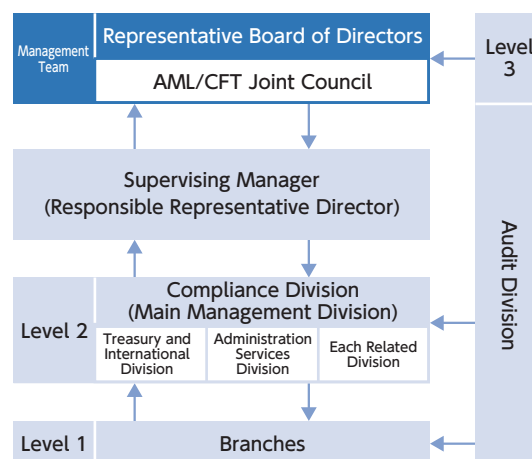 Management
Team
Representative Board of Directors
AML/CFT Joint Council
Level
3
Supervising Manager
(Responsible Representative Director)
Audit Division
Level 2
Compliance Division
(Main Management Division)
Treasury and
International
Division
Administration
Services
Division
Each Related
Division
Level 1
Branches